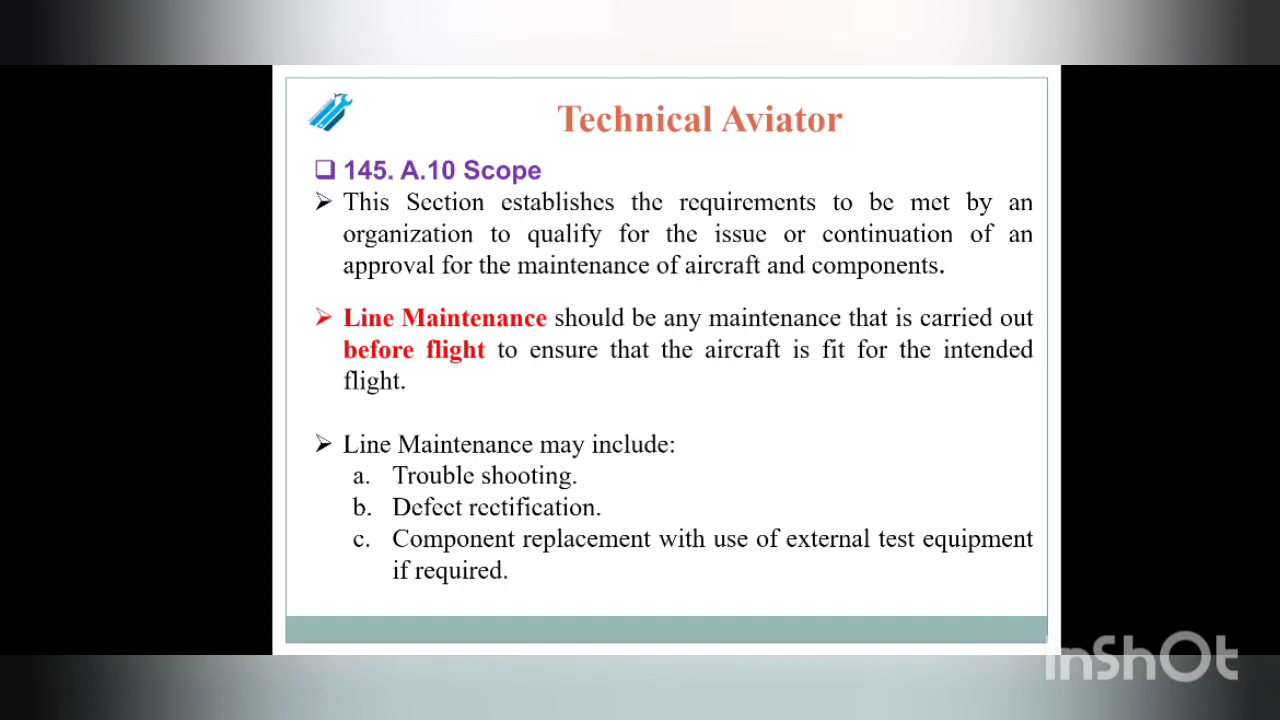 Technical Aviator
145. A.10 Scope
This Section establishes the requirements to be met by an
organization to qualify for the issue or continuation of an
approval for the maintenance of aircraft and components.
Line Maintenance should be any maintenance that is carried out
before flight to ensure that the aircraft is fit for the intended
flight.
Line Maintenance may include:
a. Trouble shooting.
b. Defect rectification.
c. Component replacement with use of external test equipment
if required.
InShOt